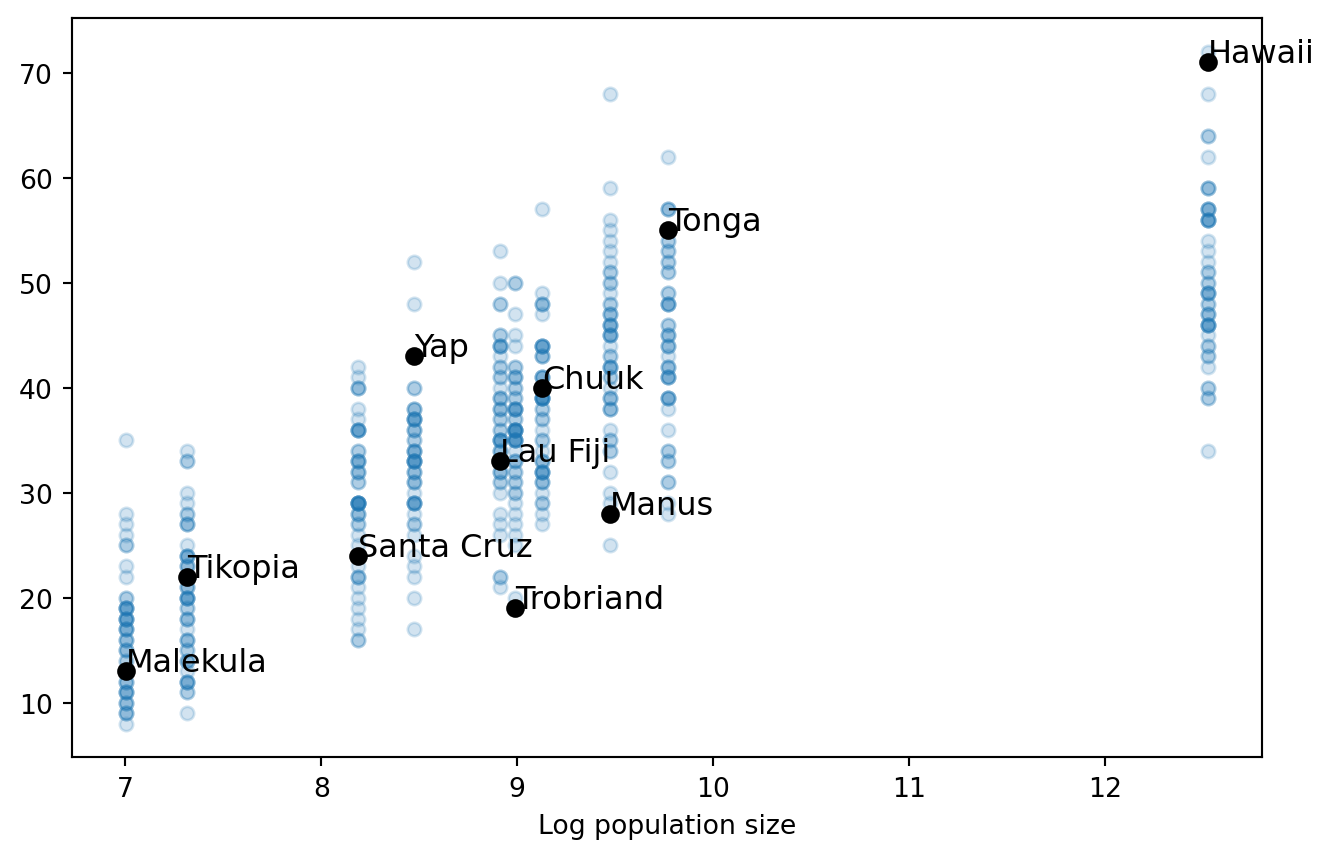 70
60
50
40
30
20
10
Hawaii
Tonga
Yap
Chuuk
Lau Fiji
Manus
Santa Cruz
Tikopia
Trobriand
Malekula
7
8
9
10
11
12
Log population size